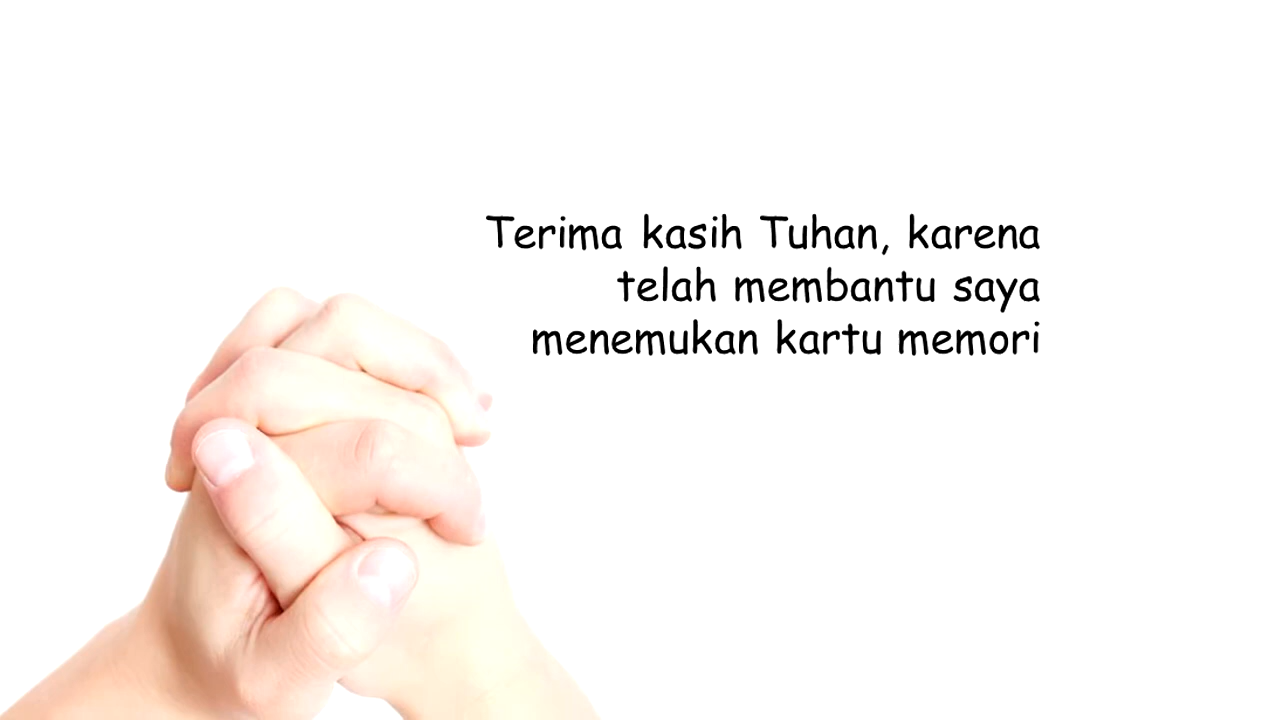 Terima kasih Tuhan, karena
telah membantu saya
menemukan kartu memori